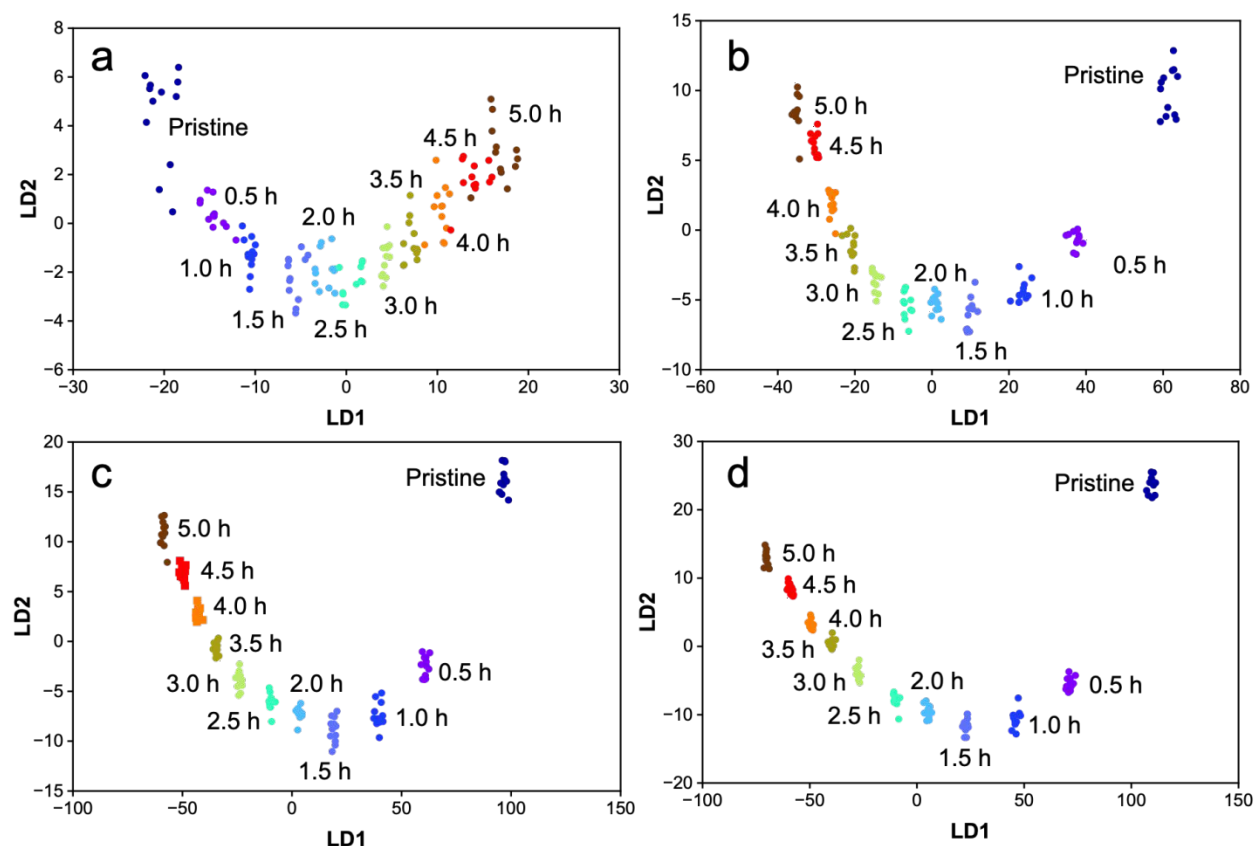 a
Pristine
0.5 h
1.0 h
1.5 h
2.0 h
2.5 h
3.0 h
3.5 h
4.0 h
4.5 h
5.0 h
8
6
4
2
0
−2
−4
−6
−30
−20
−10
0
10
20
30
LD2
LD1
b
Pristine
5.0 h
4.5 h
4.0 h
3.5 h
3.0 h
2.5 h
2.0 h
1.5 h
1.0 h
0.5 h
15
10
5
0
−5
−10
−60
−40
−20
0
20
40
60
80
LD2
LD1
c
Pristine
5.0 h
4.5 h
4.0 h
3.5 h
3.0 h
2.5 h
2.0 h
1.5 h
1.0 h
0.5 h
20
15
10
5
0
−5
−10
−15
−100
−50
0
50
100
150
LD2
LD1
d
Pristine
5.0 h
4.5 h
4.0 h
3.5 h
3.0 h
2.5 h
2.0 h
1.5 h
1.0 h
0.5 h
30
20
10
0
−10
−20
−100
−50
0
50
100
150
LD2
LD1